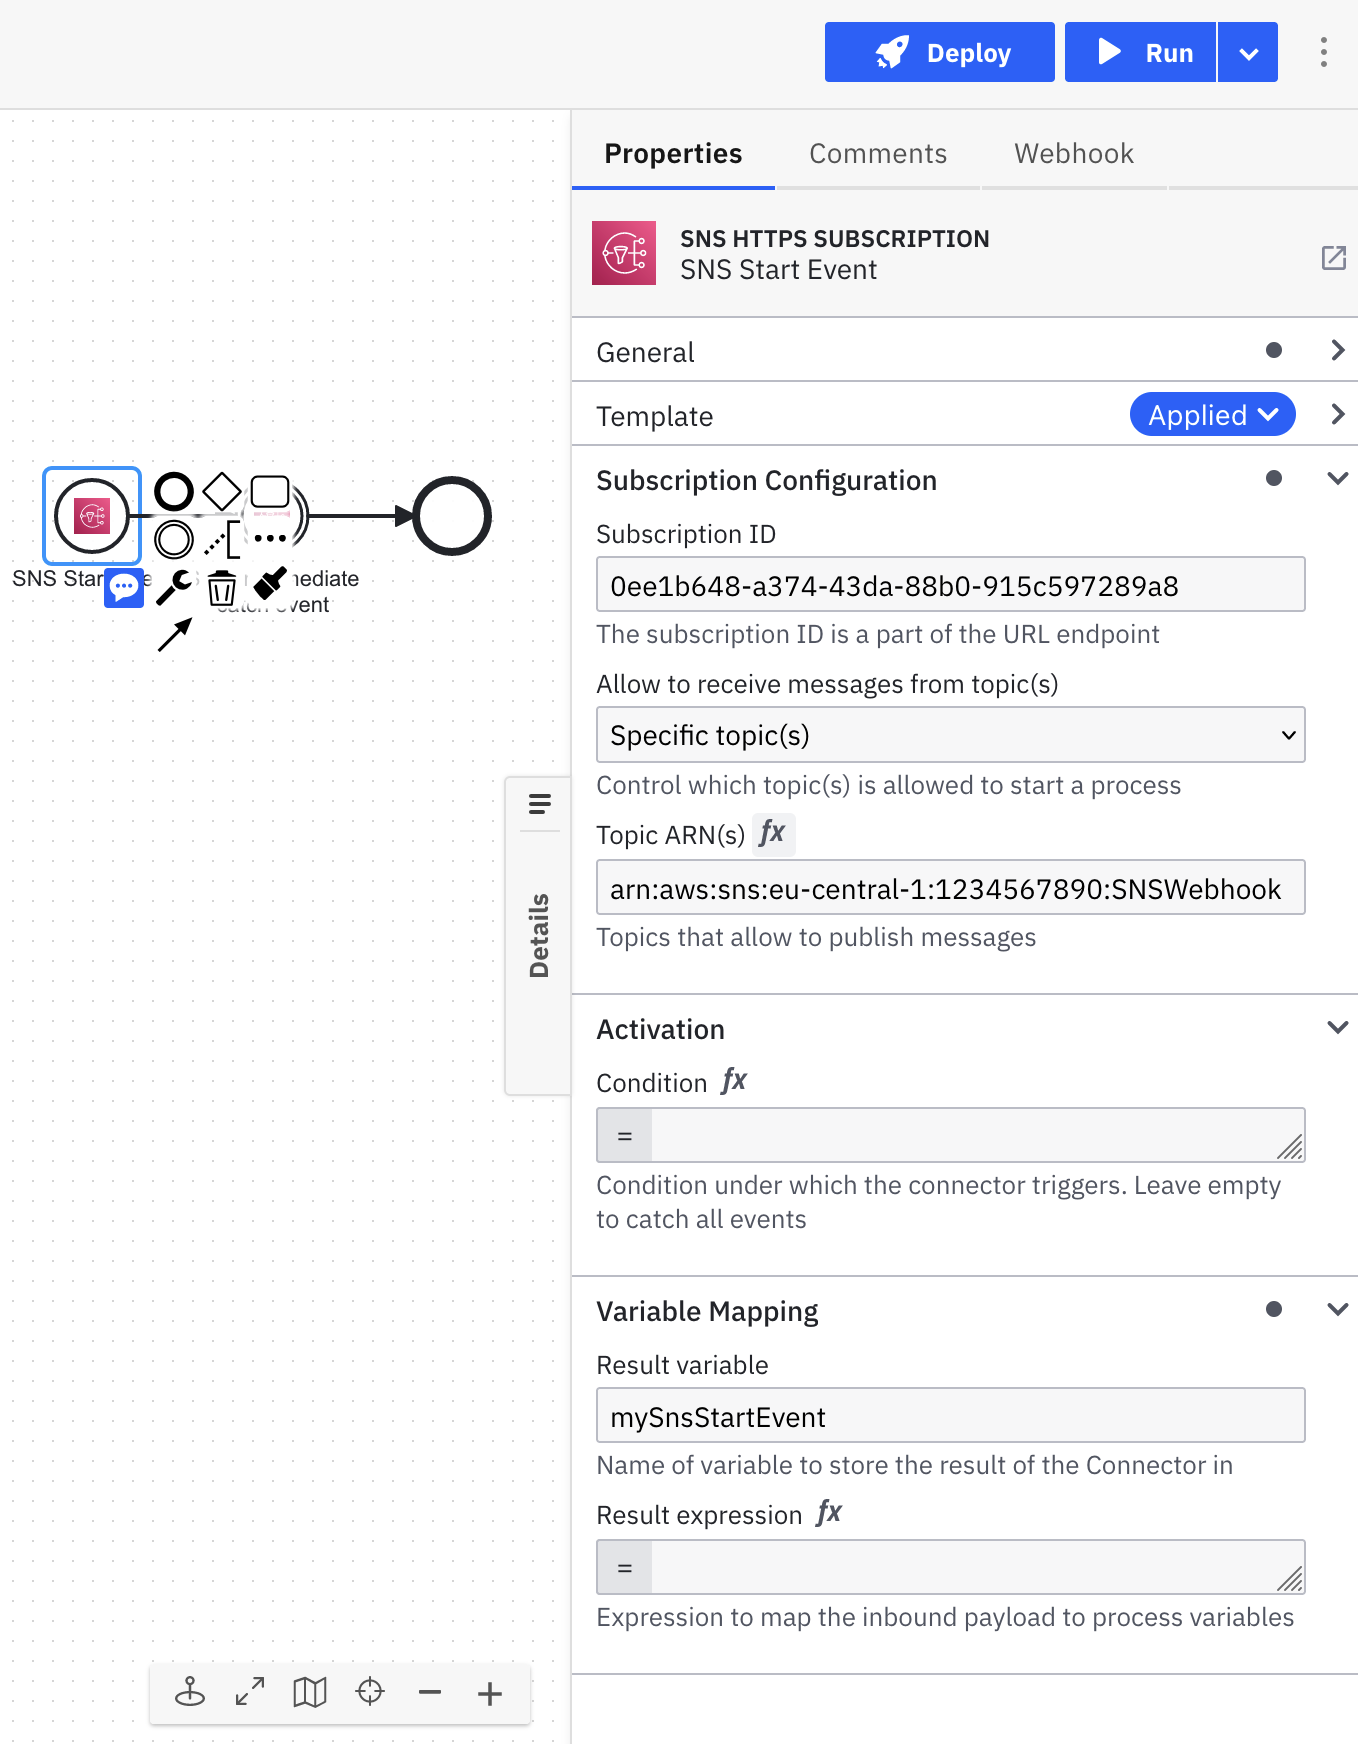 Deploy
Run
Properties
Comments
Webhook
SNS HTTPS SUBSCRIPTION
SNS Start Event
General
Template
Applied
Subscription Configuration
Subscription ID
0ee1b648-a374-43da-88b0-915c597289a8
The subscription ID is a part of the URL endpoint
Allow to receive messages from topic(s)
Specific topic(s)
Control which topic(s) is allowed to start a process
Topic ARN(s) fx
arn:aws:sns:eu-central-1:1234567890:SNSWebhook
Topics that allow to publish messages
Activation
Condition fx
=
Condition under which the connector triggers. Leave empty
to catch all events
Variable Mapping
Result variable
mySnsStartEvent
Name of variable to store the result of the Connector in
Result expression fx
=
Expression to map the inbound payload to process variables
Details
SNS Star
mediate
catch event